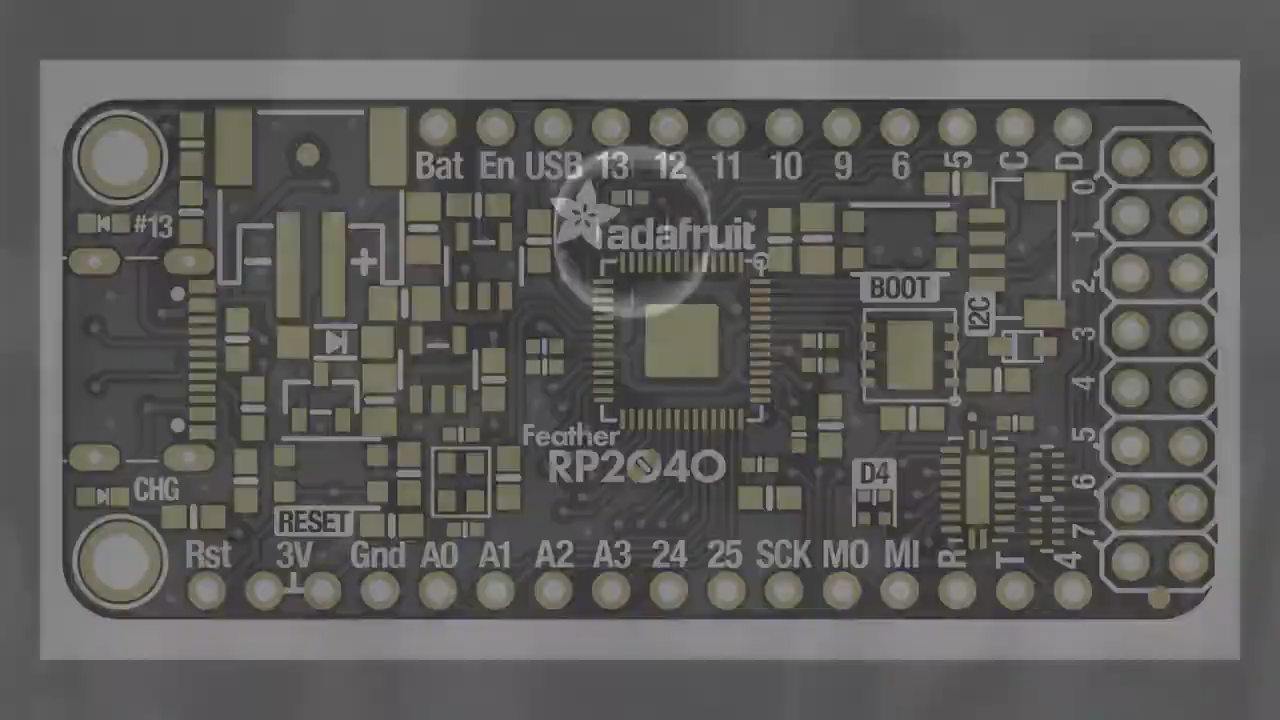 Bat En USB 13 12 11 10 9 6 5 C D
#13
adafruit
BOOT
I2C
0
1
2
3
4
5
6
7
Feather
RP2040
D4
CHG
RESET
Rst 3V Gnd A0 A1 A2 A3 24 25 SCK MO MI R T 4